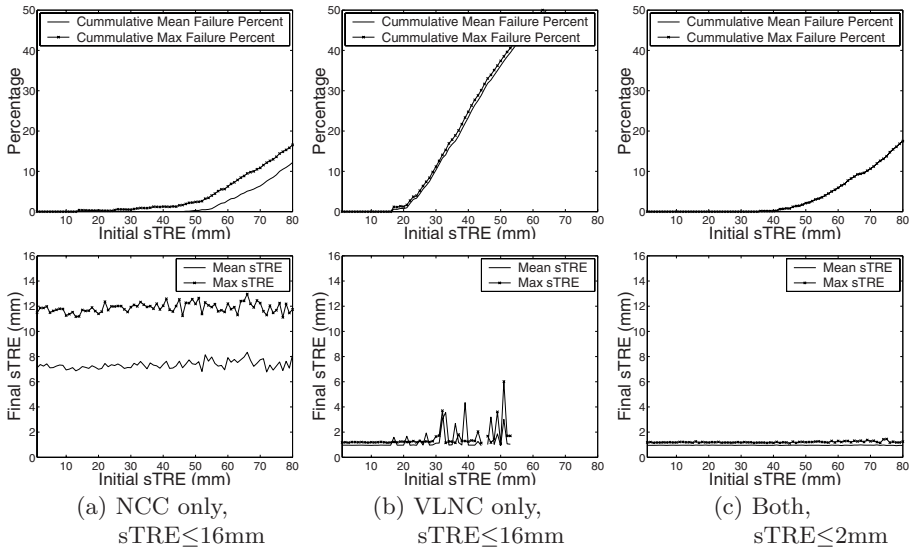 Cummulative Mean Failure Percent
Cummulative Max Failure Percent
Percentage
50
40
30
20
10
0
10 20 30 40 50 60 70 80
Initial sTRE (mm)
Cummulative Mean Failure Percent
Cummulative Max Failure Percent
Percentage
50
40
30
20
10
0
10 20 30 40 50 60 70 80
Initial sTRE (mm)
Cummulative Mean Failure Percent
Cummulative Max Failure Percent
Percentage
50
40
30
20
10
0
10 20 30 40 50 60 70 80
Initial sTRE (mm)
Mean sTRE
Max sTRE
Final sTRE (mm)
16
14
12
10
8
6
4
2
0
10 20 30 40 50 60 70 80
Initial sTRE (mm)
Mean sTRE
Max sTRE
Final sTRE (mm)
16
14
12
10
8
6
4
2
0
10 20 30 40 50 60 70 80
Initial sTRE (mm)
Mean sTRE
Max sTRE
Final sTRE (mm)
16
14
12
10
8
6
4
2
0
10 20 30 40 50 60 70 80
Initial sTRE (mm)
(a) NCC only,
sTRE≤16mm
(b) VLNC only,
sTRE≤16mm
(c) Both,
sTRE≤2mm